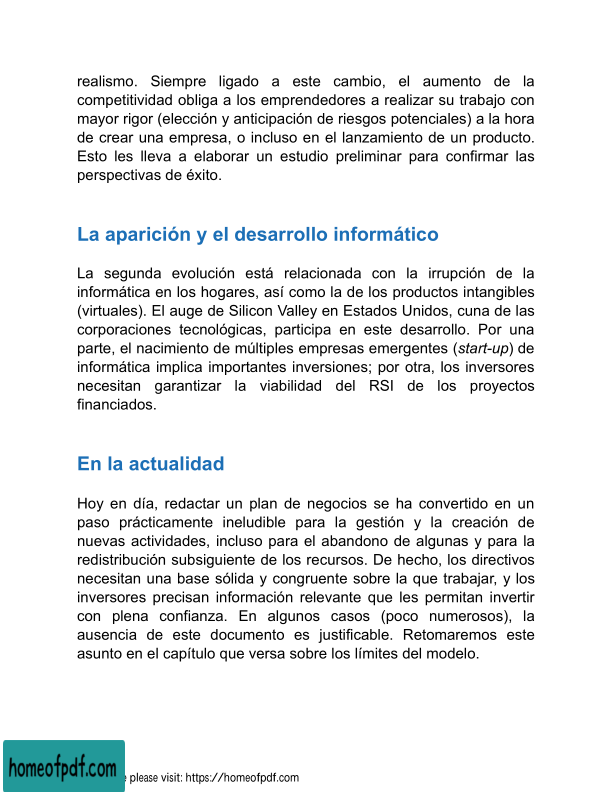 realismo. Siempre ligado a este cambio, el aumento de la
competitividad obliga a los emprendedores a realizar su trabajo con
mayor rigor (elección y anticipación de riesgos potenciales) a la hora
de crear una empresa, o incluso en el lanzamiento de un producto.
Esto les lleva a elaborar un estudio preliminar para confirmar las
perspectivas de éxito.
La aparición y el desarrollo informático
La segunda evolución está relacionada con la irrupción de la
informática en los hogares, así como la de los productos intangibles
(virtuales). El auge de Silicon Valley en Estados Unidos, cuna de las
corporaciones tecnológicas, participa en este desarrollo. Por una
parte, el nacimiento de múltiples empresas emergentes (start-up) de
informática implica importantes inversiones; por otra, los inversores
necesitan garantizar la viabilidad del RSI de los proyectos
financiados.
En la actualidad
Hoy en día, redactar un plan de negocios se ha convertido en un
paso prácticamente ineludible para la gestión y la creación de
nuevas actividades, incluso para el abandono de algunas y para la
redistribución subsiguiente de los recursos. De hecho, los directivos
necesitan una base sólida y congruente sobre la que trabajar, y los
inversores precisan información relevante que les permitan invertir
con plena confianza. En algunos casos (poco numerosos), la
ausencia de este documento es justificable. Retomaremos este
asunto en el capítulo que versa sobre los límites del modelo.
homeofpdf.com
please visit: https://homeofpdf.com